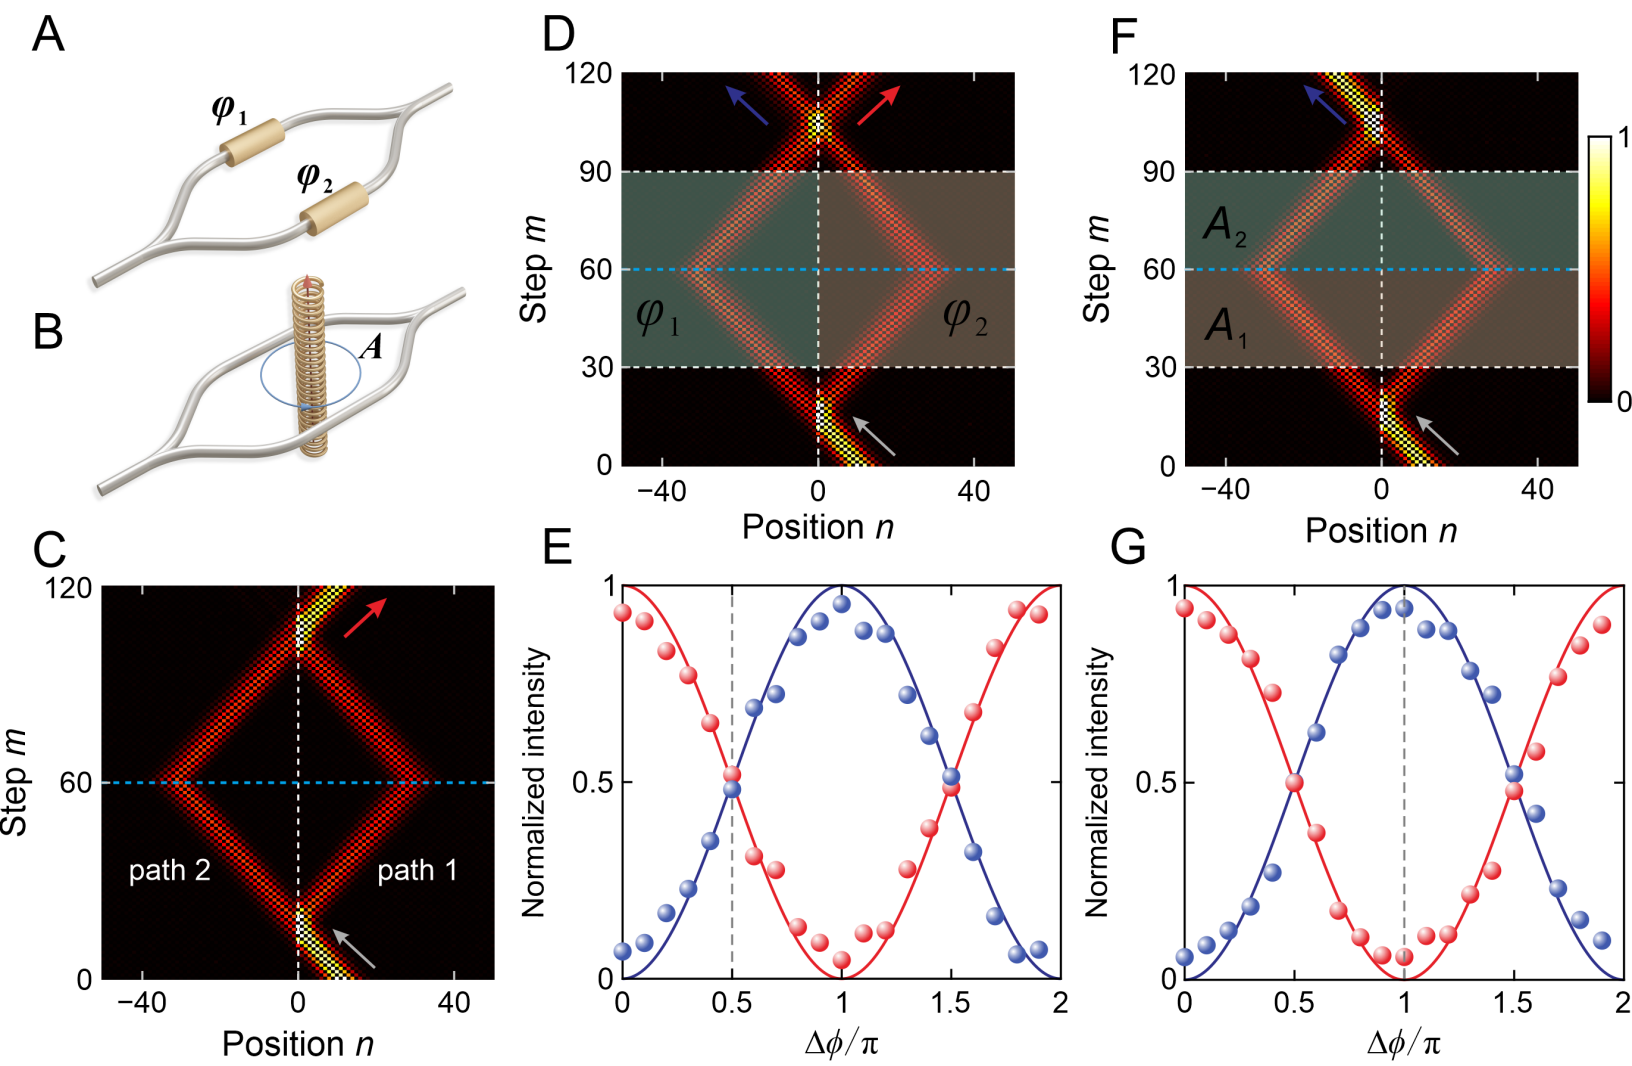 A
φ1
φ2
B
A
C
120
60
0
Step m
path 2
path 1
−40
0
40
Position n
D
120
90
60
30
0
Step m
φ1
φ2
−40
0
40
Position n
E
1
0.5
0
Normalized intensity
0
0.5
1
1.5
2
Δϕ/π
F
120
90
60
30
0
Step m
A2
A1
−40
0
40
Position n
1
0
G
1
0.5
0
Normalized intensity
0
0.5
1
1.5
2
Δϕ/π